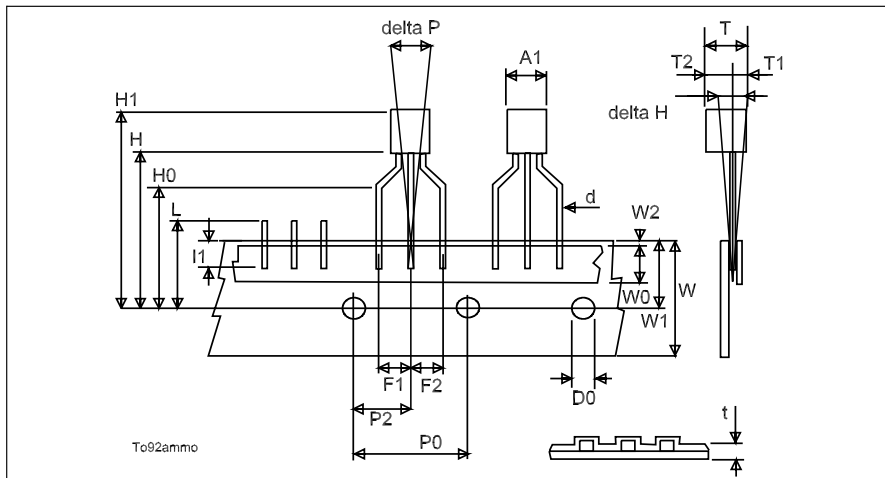 delta P
T
A1
T2
T1
H1
delta H
H
H0
d
L
W2
I1
W0
W
W1
F1
F2
D0
P2
t
P0
To92ammo